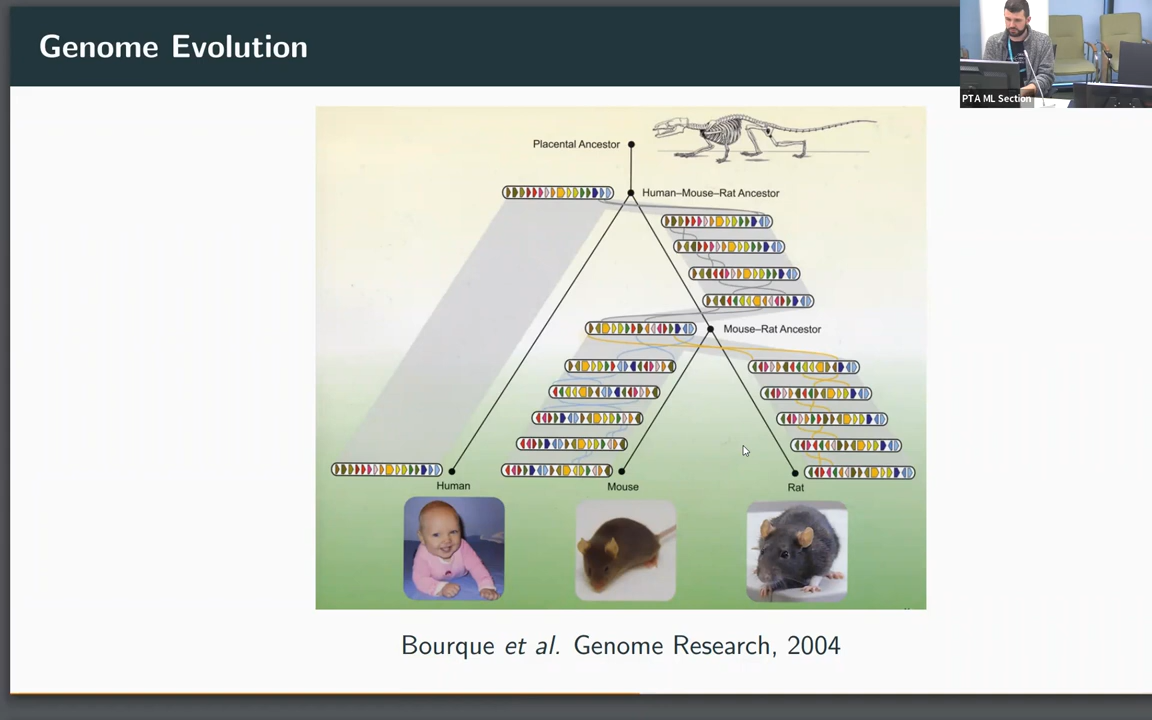 Genome Evolution
PTA ML Section
Placental Ancestor
Human–Mouse–Rat Ancestor
Mouse–Rat Ancestor
Human
Mouse
Rat
Bourque et al. Genome Research, 2004